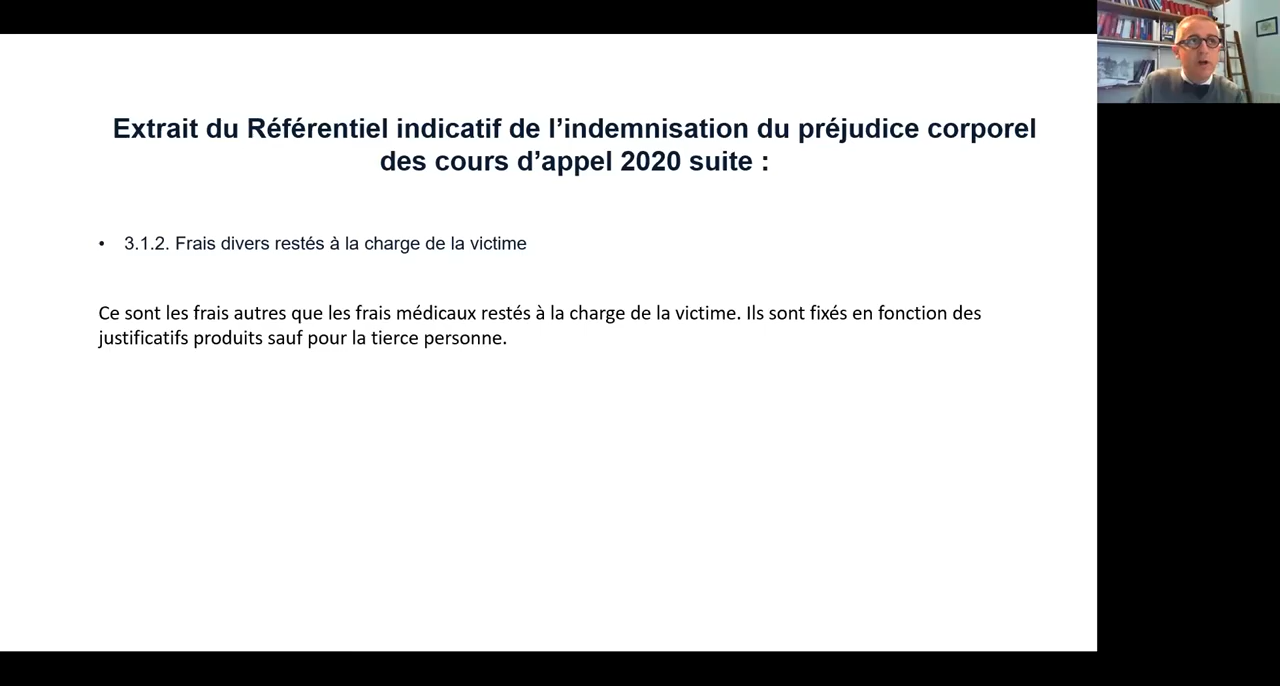 Extrait du Référentiel indicatif de l’indemnisation du préjudice corporel
des cours d’appel 2020 suite :
• 3.1.2. Frais divers restés à la charge de la victime
Ce sont les frais autres que les frais médicaux restés à la charge de la victime. Ils sont fixés en fonction des
justificatifs produits sauf pour la tierce personne.